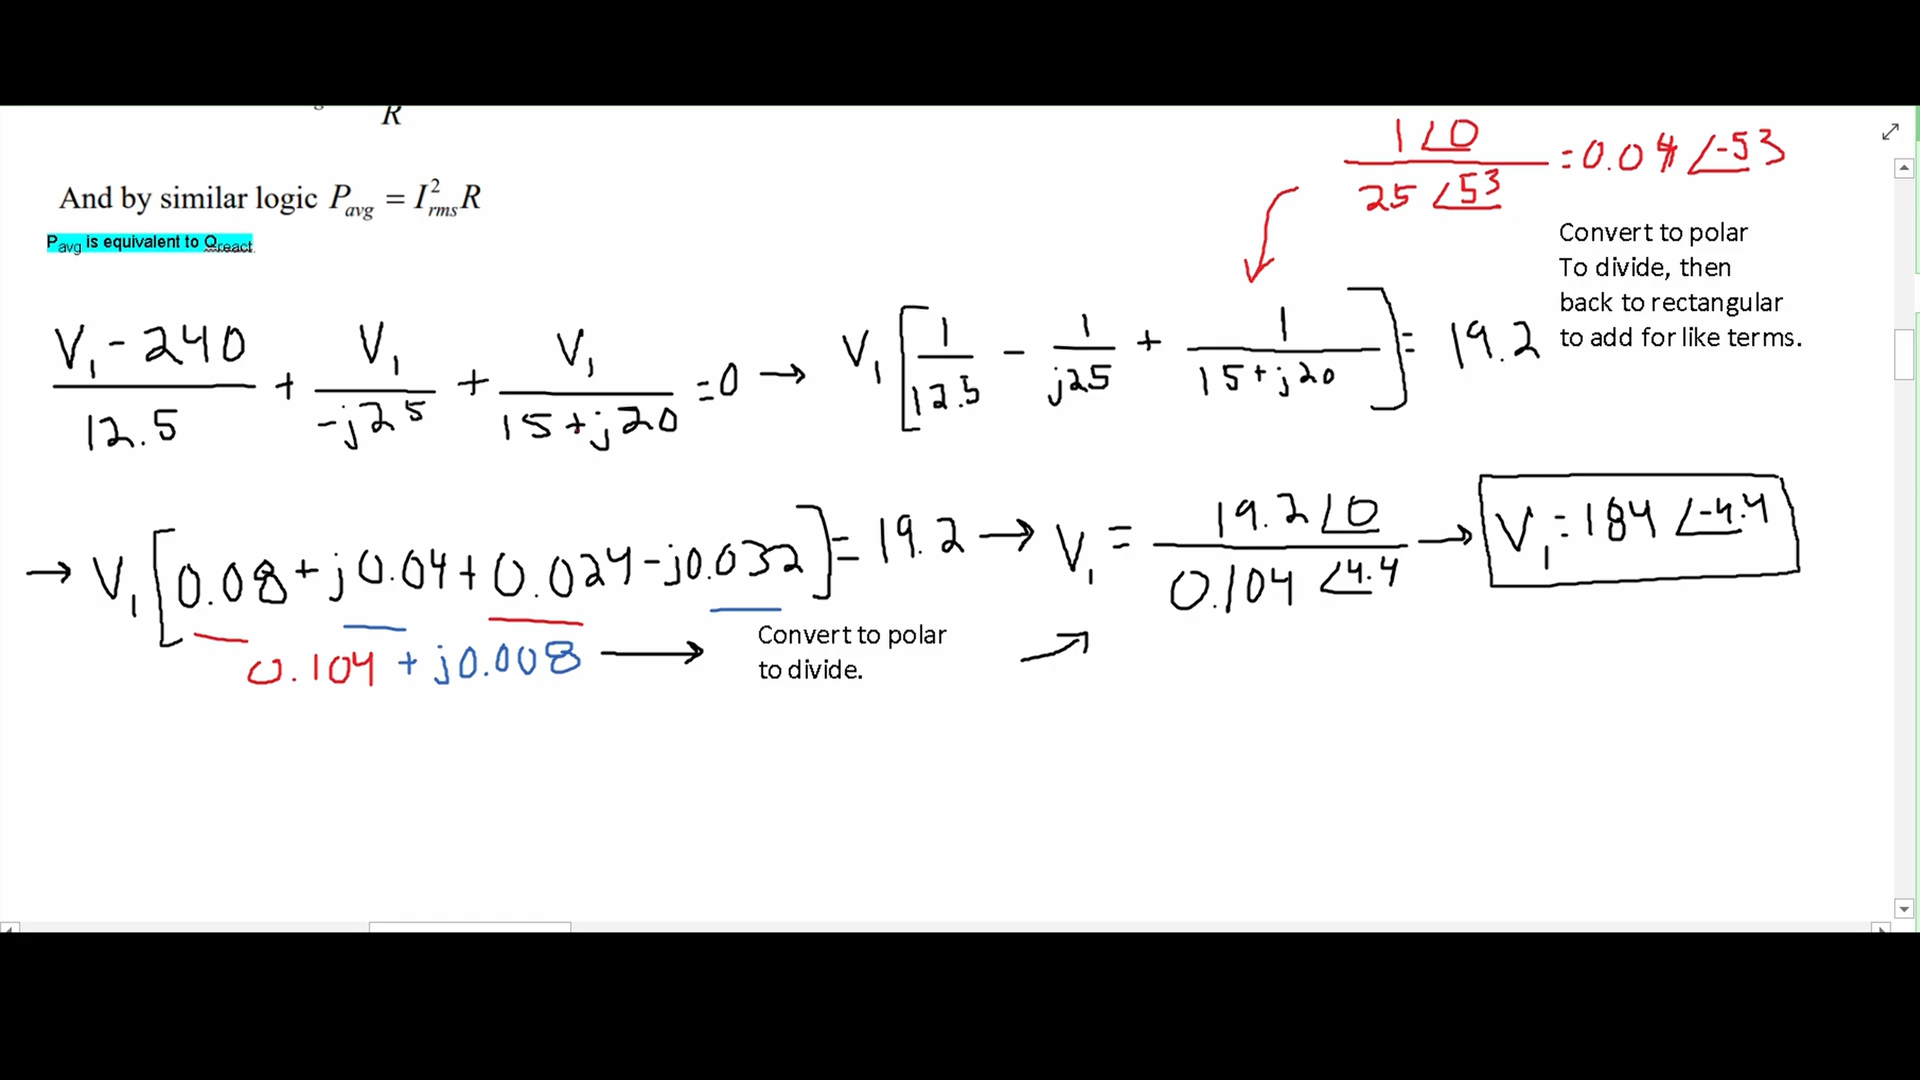 R
1∠0 / 25∠53 = 0.04∠-53
And by similar logic P_avg = I²_rms R
P_avg is equivalent to Q_react
Convert to polar
To divide, then
back to rectangular
to add for like terms.
(V₁ - 240)/12.5 + V₁/(-j25) + V₁/(15+j20) = 0 → V₁[1/12.5 - 1/j25 + 1/(15+j20)] = 19.2
→ V₁[0.08 + j0.04 + 0.024 - j0.032] = 19.2 → V₁ = 19.2∠0 / 0.104∠4.4 → V₁ = 184∠-4.4
0.104 + j0.008 →
Convert to polar
to divide.